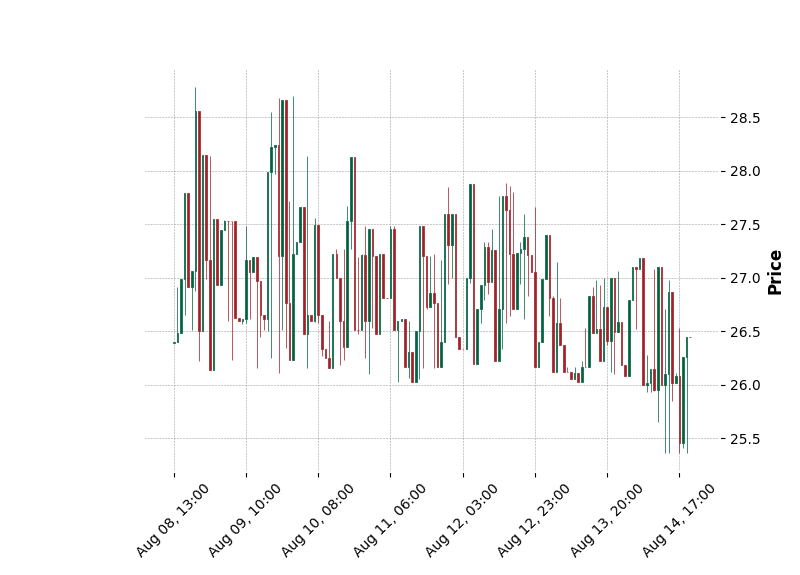 28.5
28.0
27.5
27.0
26.5
26.0
25.5
Price
Aug 08, 13:00
Aug 09, 10:00
Aug 10, 08:00
Aug 11, 06:00
Aug 12, 03:00
Aug 12, 23:00
Aug 13, 20:00
Aug 14, 17:00